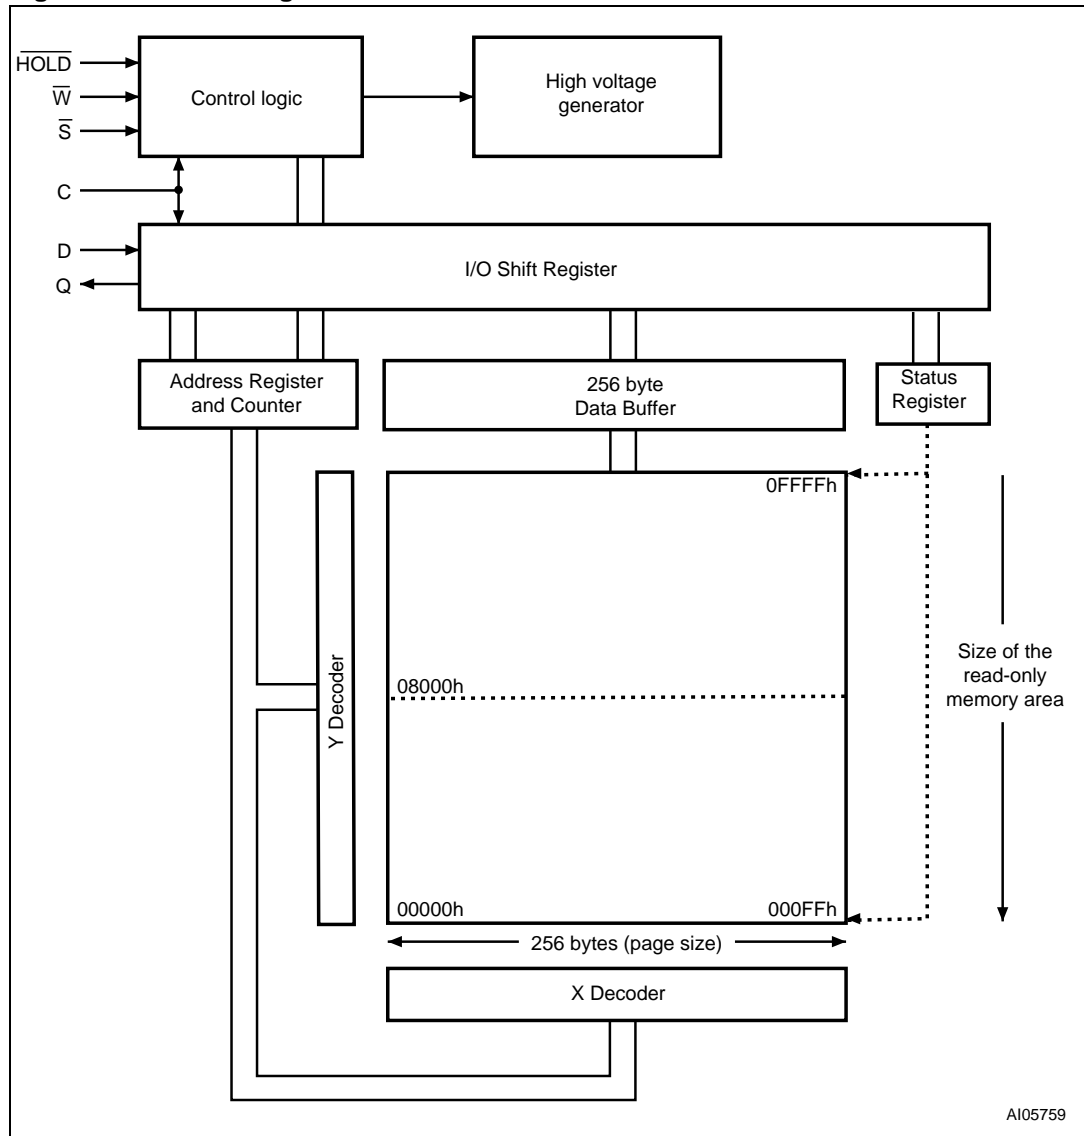 H̅O̅L̅D̅
W̅
S̅
Control logic
High voltage
generator
C
D
Q
I/O Shift Register
Address Register
and Counter
256 byte
Data Buffer
Status
Register
0FFFFh
Y Decoder
08000h
Size of the
read-only
memory area
00000h
000FFh
256 bytes (page size)
X Decoder
AI05759